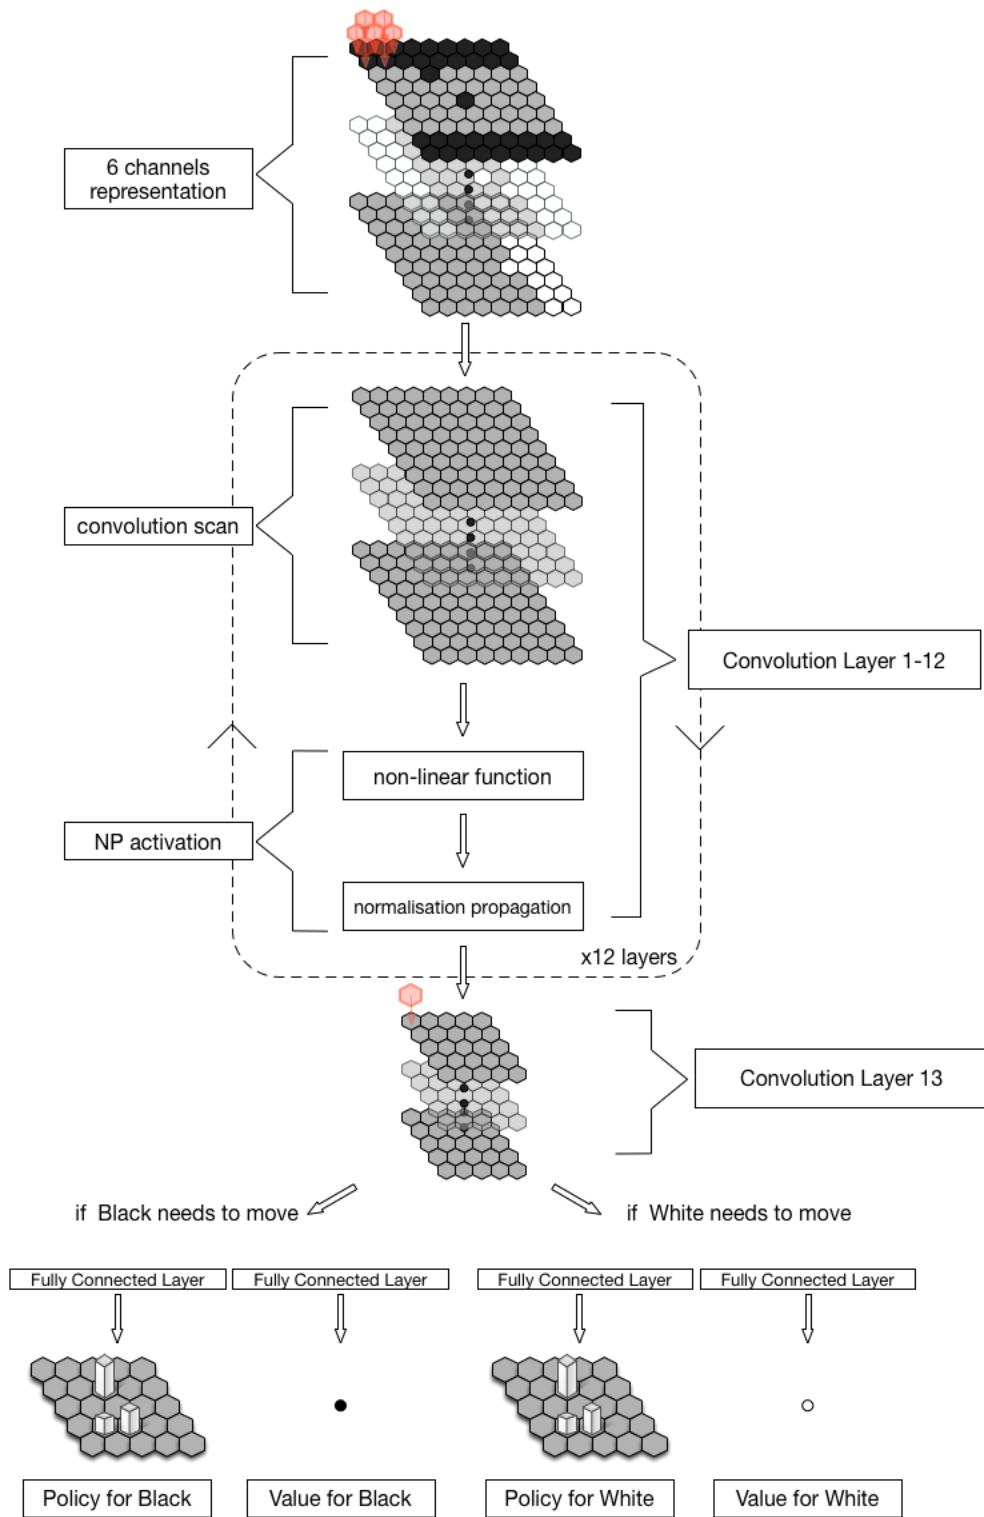 6 channels
representation
convolution scan
Convolution Layer 1-12
non-linear function
NP activation
normalisation propagation
x12 layers
Convolution Layer 13
if Black needs to move
if White needs to move
Fully Connected Layer
Fully Connected Layer
Fully Connected Layer
Fully Connected Layer
Policy for Black
Value for Black
Policy for White
Value for White